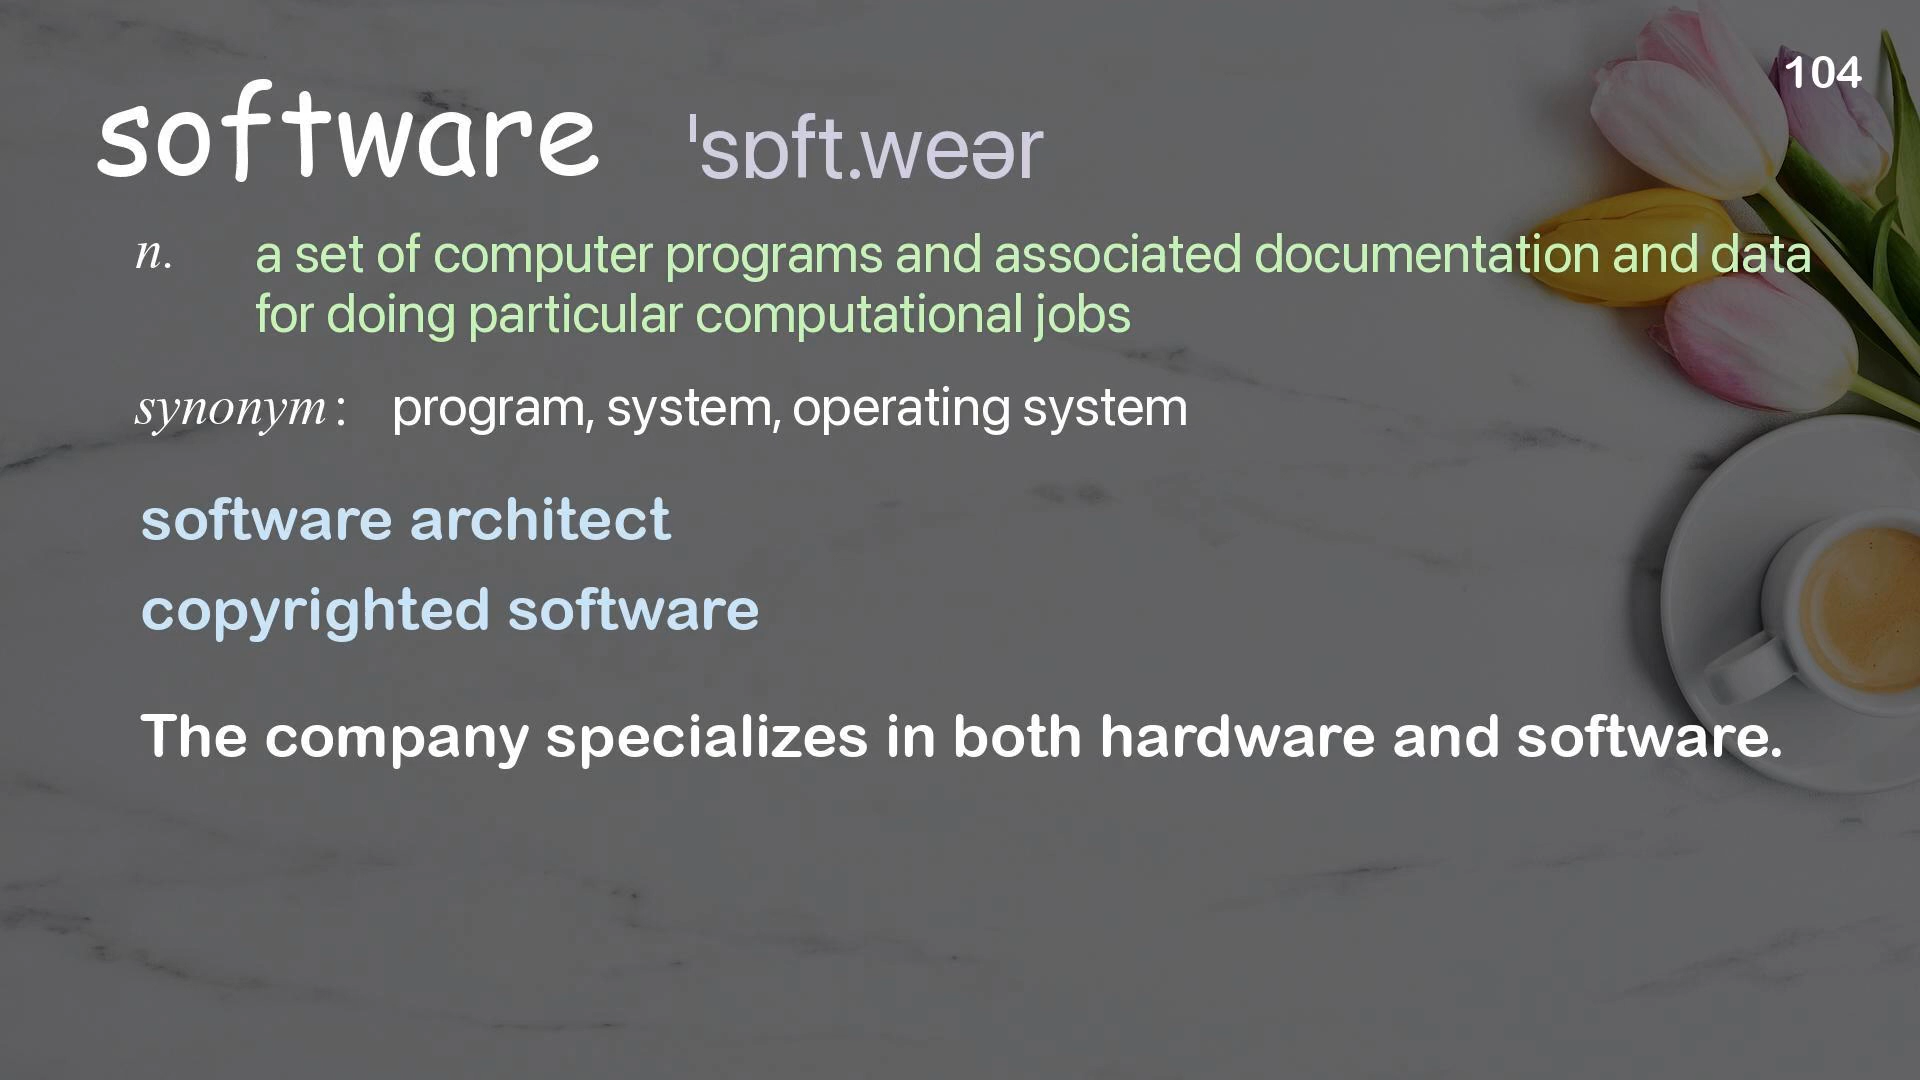 104
software ˈsɒft.weər
n. a set of computer programs and associated documentation and data
for doing particular computational jobs
synonym : program, system, operating system
software architect
copyrighted software
The company specializes in both hardware and software.